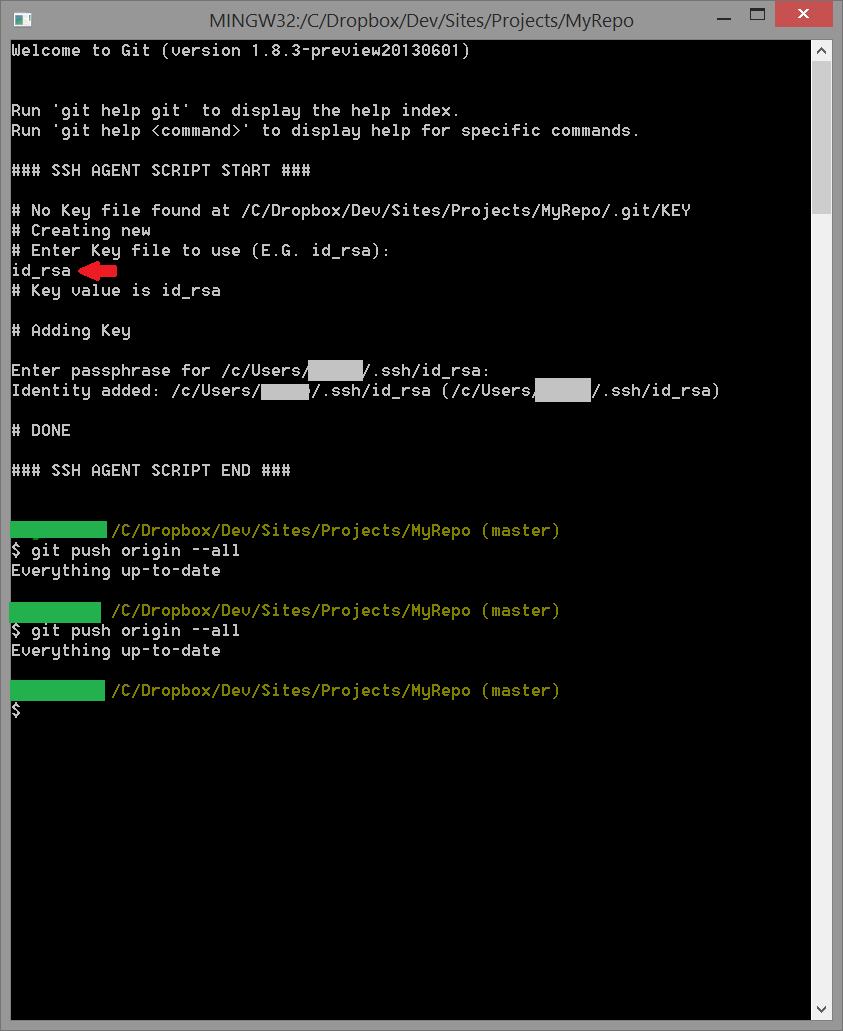 MINGW32:/C/Dropbox/Dev/Sites/Projects/MyRepo
Welcome to Git (version 1.8.3-preview20130601)
Run 'git help git' to display the help index.
Run 'git help <command>' to display help for specific commands.
### SSH AGENT SCRIPT START ###
# No Key file found at /C/Dropbox/Dev/Sites/Projects/MyRepo/.git/KEY
# Creating new
# Enter Key file to use (E.G. id_rsa):
id_rsa
# Key value is id_rsa
# Adding Key
Enter passphrase for /c/Users/ /.ssh/id_rsa:
Identity added: /c/Users/ /.ssh/id_rsa (/c/Users/ /.ssh/id_rsa)
# DONE
### SSH AGENT SCRIPT END ###
/C/Dropbox/Dev/Sites/Projects/MyRepo (master)
$ git push origin --all
Everything up-to-date
/C/Dropbox/Dev/Sites/Projects/MyRepo (master)
$ git push origin --all
Everything up-to-date
/C/Dropbox/Dev/Sites/Projects/MyRepo (master)
$